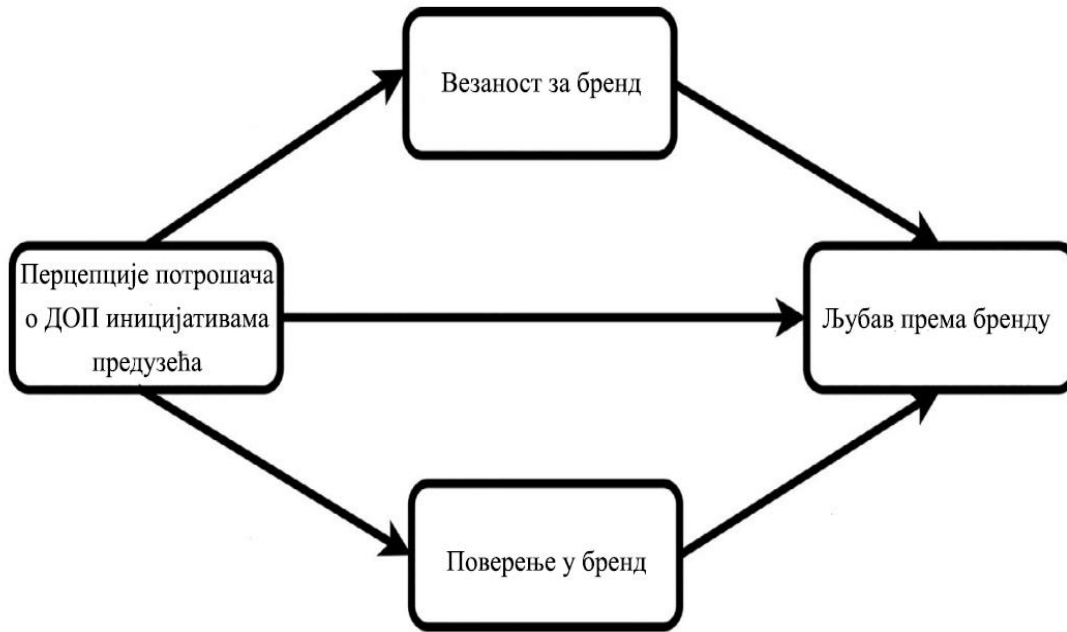 Везаност за бренд
Перцепције потрошача
о ДОП иницијативама
предузећа
Љубав према бренду
Поверење у бренд